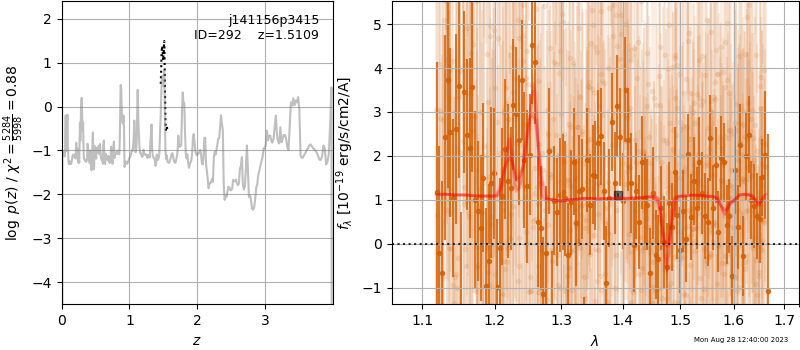 j141156p3415
ID=292 z=1.5109
log p(z) / χ² = 5284/5998 = 0.88
2
1
0
−1
−2
−3
−4
0 1 2 3
z
f_λ [10⁻¹⁹ erg/s/cm2/A]
5
4
3
2
1
0
−1
1.1 1.2 1.3 1.4 1.5 1.6 1.7
λ
Mon Aug 28 12:40:00 2023